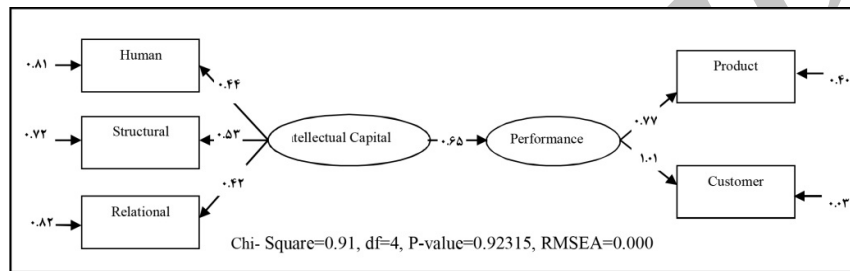 Human
۰.۸۱
۰.۴۴
Product
۰.۴۰
۰.۷۷
Structural
۰.۷۲
۰.۵۳
ntellectual Capital
۰.۶۵
Performance
۱.۰۱
Customer
۰.۰۳
Relational
۰.۸۲
۰.۴۲
Chi- Square=0.91, df=4, P-value=0.92315, RMSEA=0.000